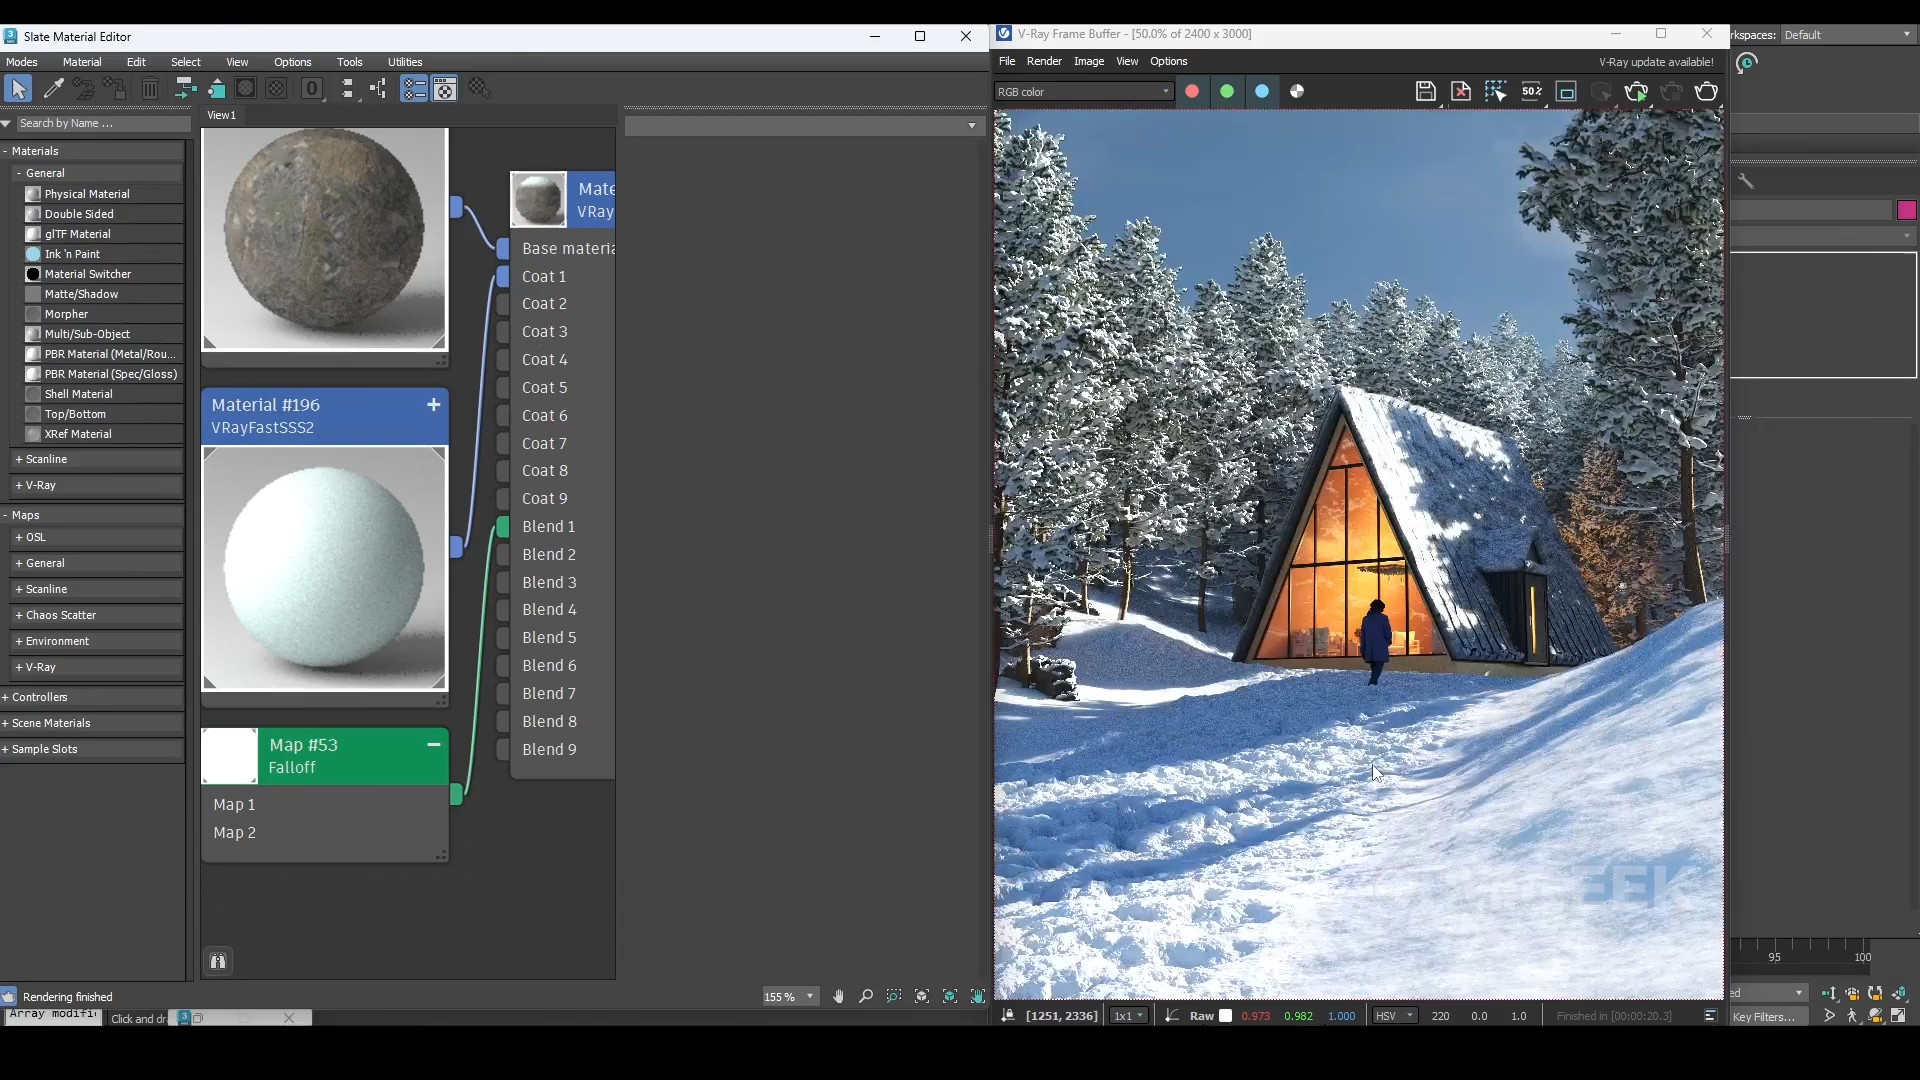 Slate Material Editor
Modes Material Edit Select View Options Tools Utilities
Search by Name ...
- Materials
- General
Physical Material
Double Sided
glTF Material
Ink 'n Paint
Material Switcher
Matte/Shadow
Morpher
Multi/Sub-Object
PBR Material (Metal/Rou...
PBR Material (Spec/Gloss)
Shell Material
Top/Bottom
XRef Material
+ Scanline
+ V-Ray
- Maps
+ OSL
+ General
+ Scanline
+ Chaos Scatter
+ Environment
+ V-Ray
+ Controllers
+ Scene Materials
+ Sample Slots
View1
Material #196
VRayFastSSS2
Map #53
Falloff
Map 1
Map 2
Mate
VRay
Base materia
Coat 1
Coat 2
Coat 3
Coat 4
Coat 5
Coat 6
Coat 7
Coat 8
Coat 9
Blend 1
Blend 2
Blend 3
Blend 4
Blend 5
Blend 6
Blend 7
Blend 8
Blend 9
Rendering finished
155 %
Array modifi
Click and dr
V-Ray Frame Buffer - [50.0% of 2400 x 3000]
File Render Image View Options
V-Ray update available!
RGB color
50%
[1251, 2336] 1x1 Raw 0.973 0.982 1.000 HSV 220 0.0 1.0 Finished in [00:00:20.3]
rkspaces: Default
95 100
ed
Key Filters...